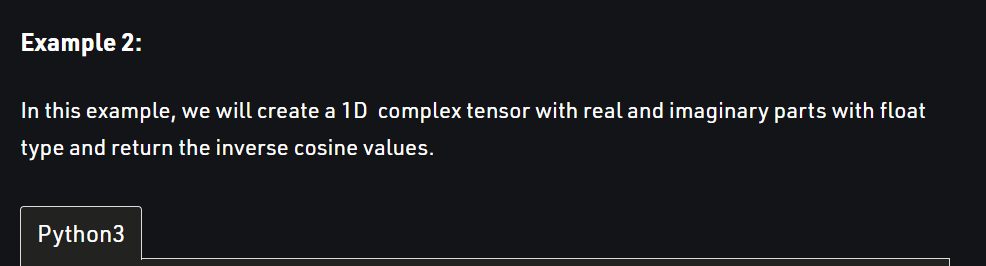 Example 2:
In this example, we will create a 1D  complex tensor with real and imaginary parts with float
type and return the inverse cosine values.
Python3